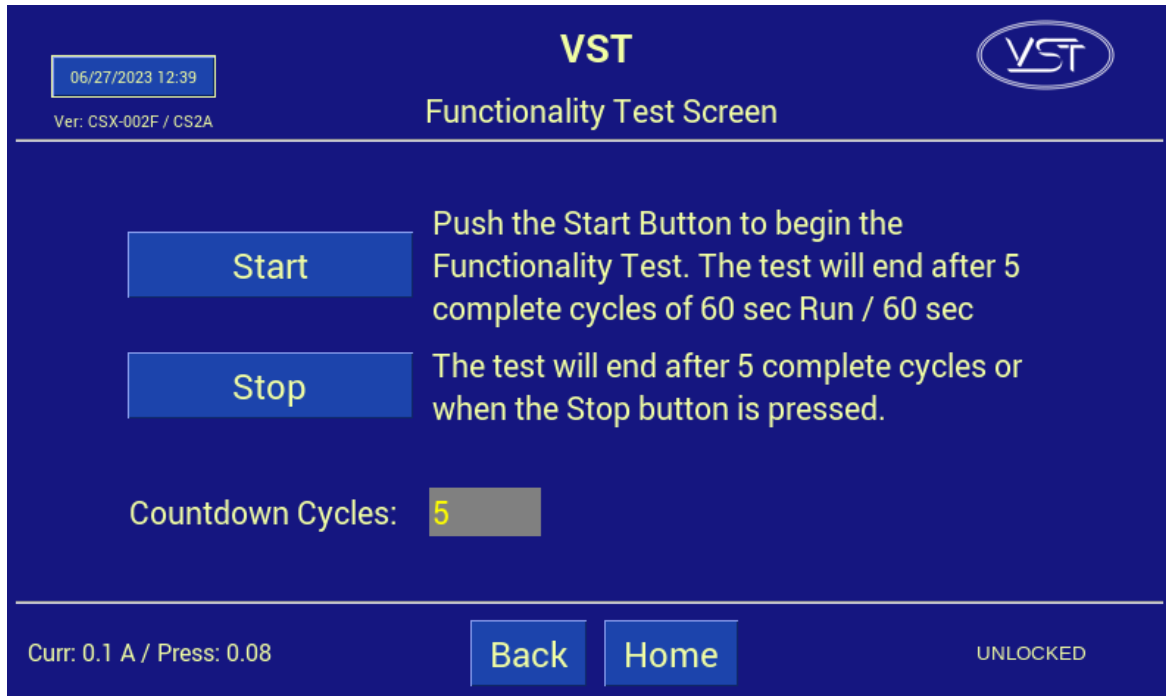 VST
VST
06/27/2023 12:39
Ver: CSX-002F / CS2A
Functionality Test Screen
Start
Push the Start Button to begin the
Functionality Test. The test will end after 5
complete cycles of 60 sec Run / 60 sec
Stop
The test will end after 5 complete cycles or
when the Stop button is pressed.
Countdown Cycles: 5
Curr: 0.1 A / Press: 0.08
Back
Home
UNLOCKED